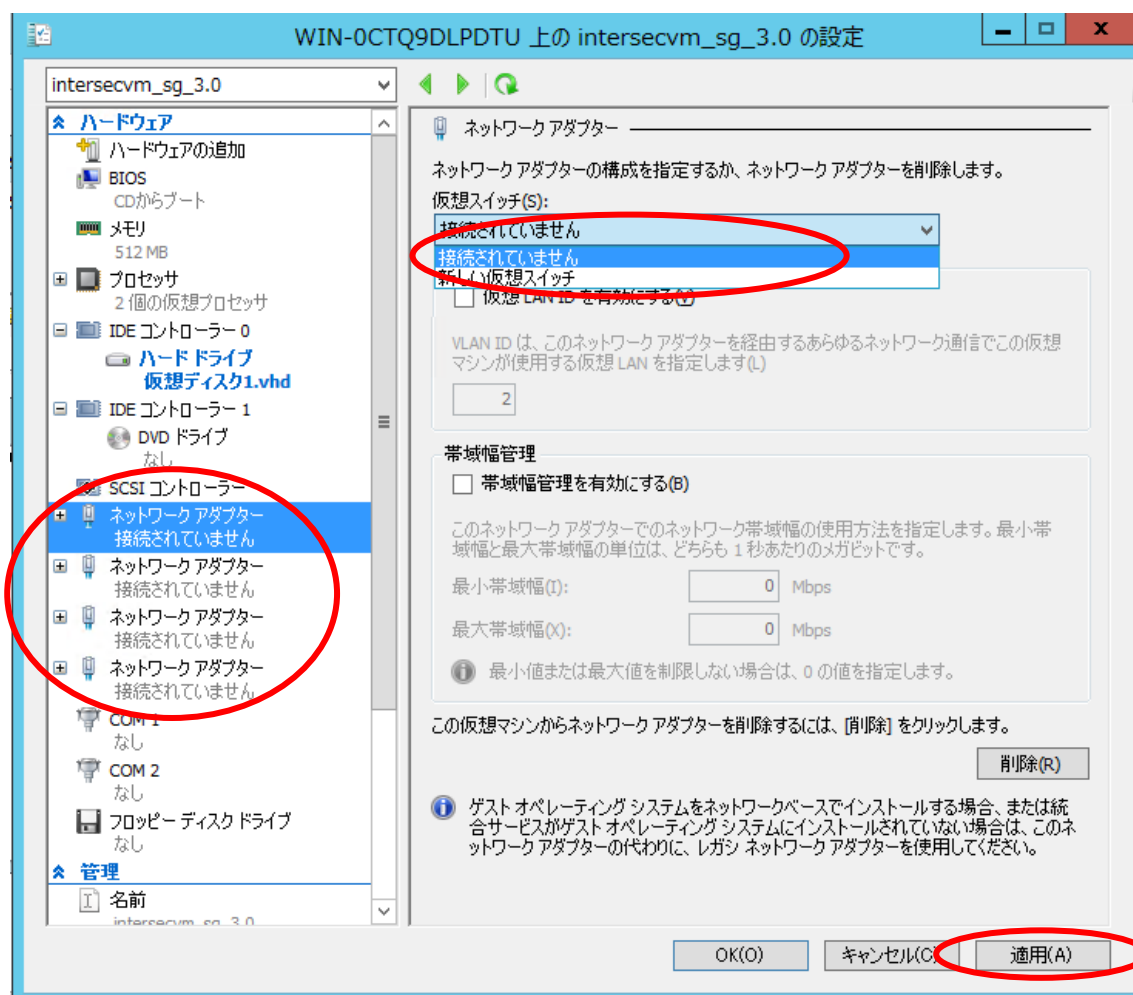 WIN-0CTQ9DLPDTU 上の intersecvm_sg_3.0 の設定
intersecvm_sg_3.0
ハードウェア
ハードウェアの追加
BIOS
CDからブート
メモリ
512 MB
プロセッサ
2 個の仮想プロセッサ
IDE コントローラー 0
ハード ドライブ
仮想ディスク1.vhd
IDE コントローラー 1
DVD ドライブ
なし
SCSI コントローラー
ネットワーク アダプター
接続されていません
ネットワーク アダプター
接続されていません
ネットワーク アダプター
接続されていません
ネットワーク アダプター
接続されていません
COM 1
なし
COM 2
なし
フロッピー ディスク ドライブ
なし
管理
名前
intersecvm_sg_3.0
ネットワーク アダプター
ネットワーク アダプターの構成を指定するか、ネットワーク アダプターを削除します。
仮想スイッチ(S):
接続されていません
接続されていません
新しい仮想スイッチ
仮想 LAN ID を有効にする(V)
VLAN ID は、このネットワーク アダプターを経由するあらゆるネットワーク通信でこの仮想
マシンが使用する仮想 LAN を指定します(L)
2
帯域幅管理
帯域幅管理を有効にする(B)
このネットワーク アダプターでのネットワーク帯域幅の使用方法を指定します。最小帯
域幅と最大帯域幅の単位は、どちらも 1 秒あたりのメガビットです。
最小帯域幅(I): 0 Mbps
最大帯域幅(X): 0 Mbps
最小値または最大値を制限しない場合は、0 の値を指定します。
この仮想マシンからネットワーク アダプターを削除するには、[削除] をクリックします。
削除(R)
ゲスト オペレーティング システムをネットワークベースでインストールする場合、または統
合サービスがゲスト オペレーティング システムにインストールされていない場合は、このネ
ットワーク アダプターの代わりに、レガシ ネットワーク アダプターを使用してください。
OK(O) キャンセル(C) 適用(A)